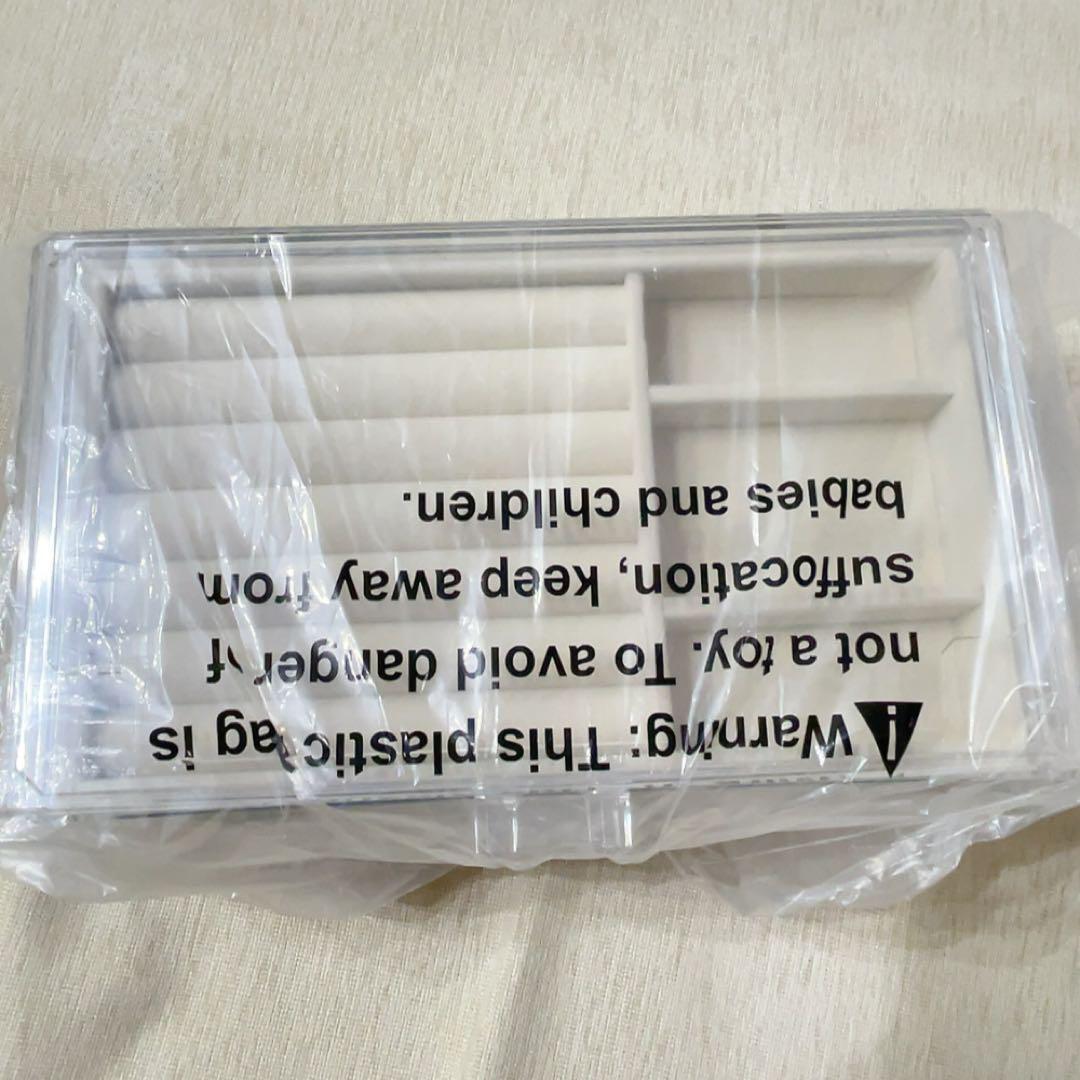 Warning: This plastic bag is
not a toy. To avoid danger of
suffocation, keep away from
babies and children.